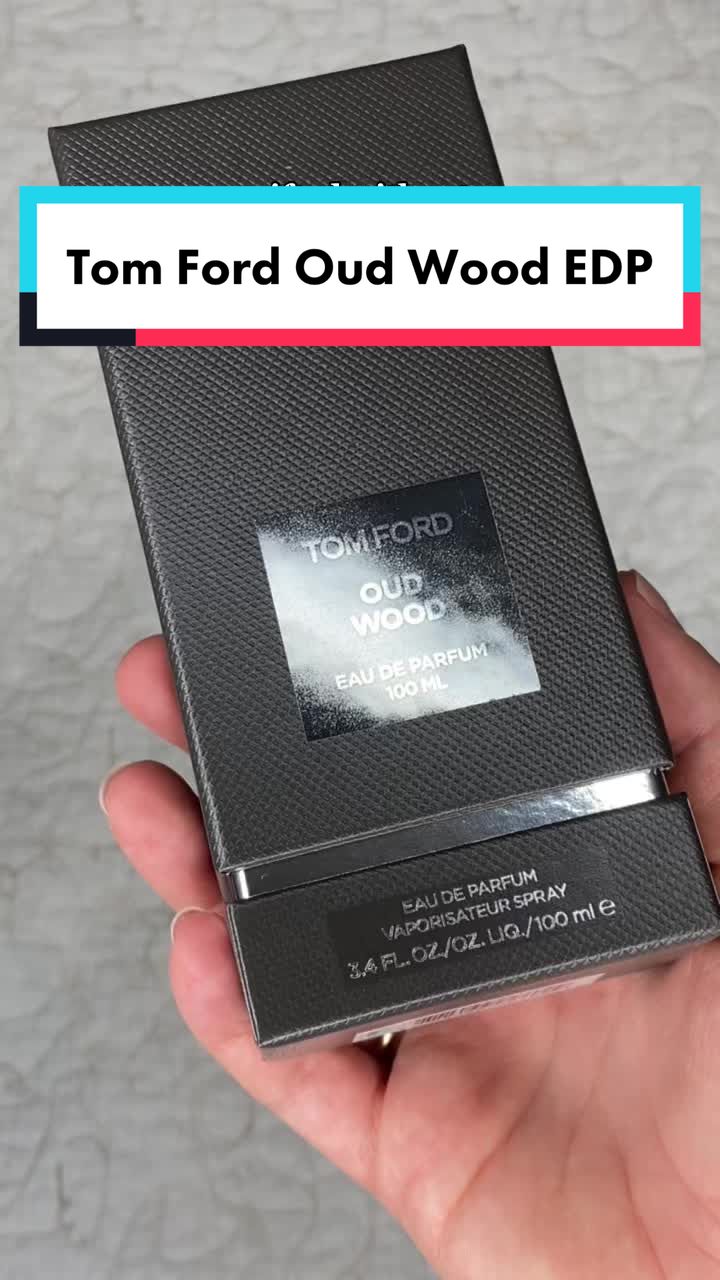 Tom Ford Oud Wood EDP
TOM FORD
OUD
WOOD
EAU DE PARFUM
100 ML
EAU DE PARFUM
VAPORISATEUR SPRAY
3.4 FL. OZ./OZ. LIQ./100 ml e